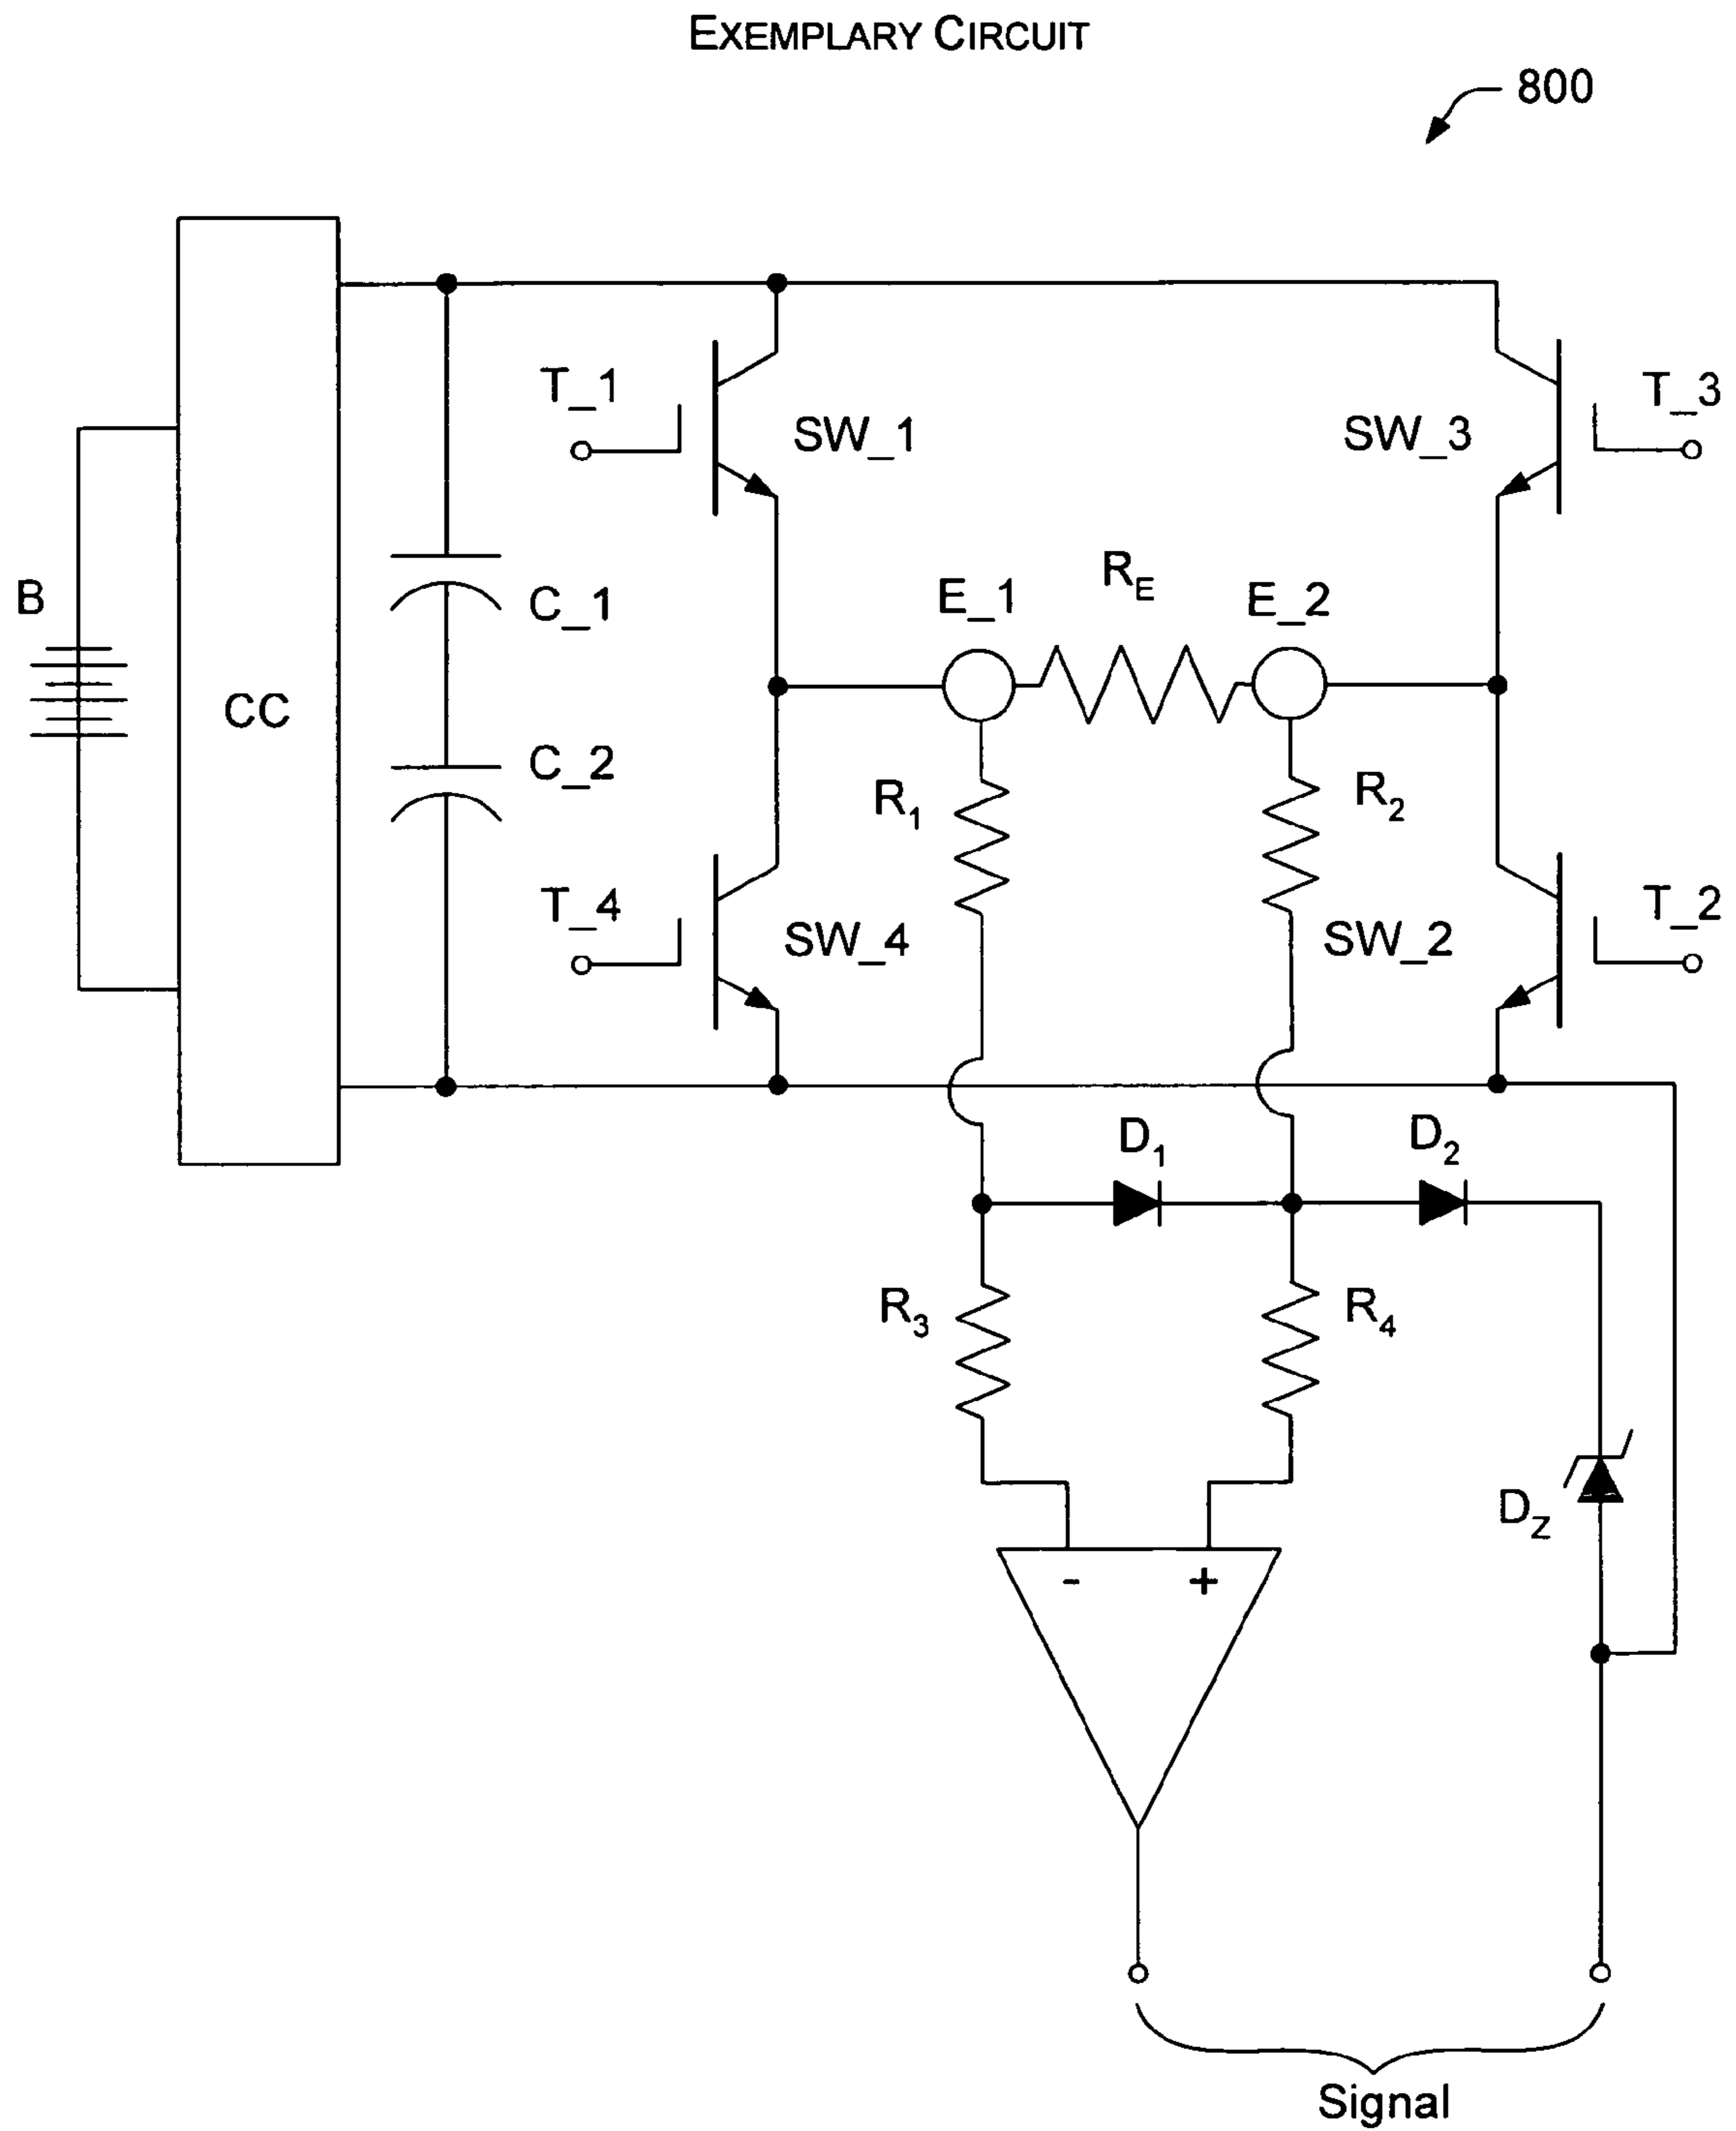 EXEMPLARY CIRCUIT
800
T_1
SW_1
SW_3
T_3
B
CC
C_1
C_2
E_1
R_E
E_2
R_1
R_2
T_4
SW_4
SW_2
T_2
D_1
D_2
R_3
R_4
D_Z
- +
Signal